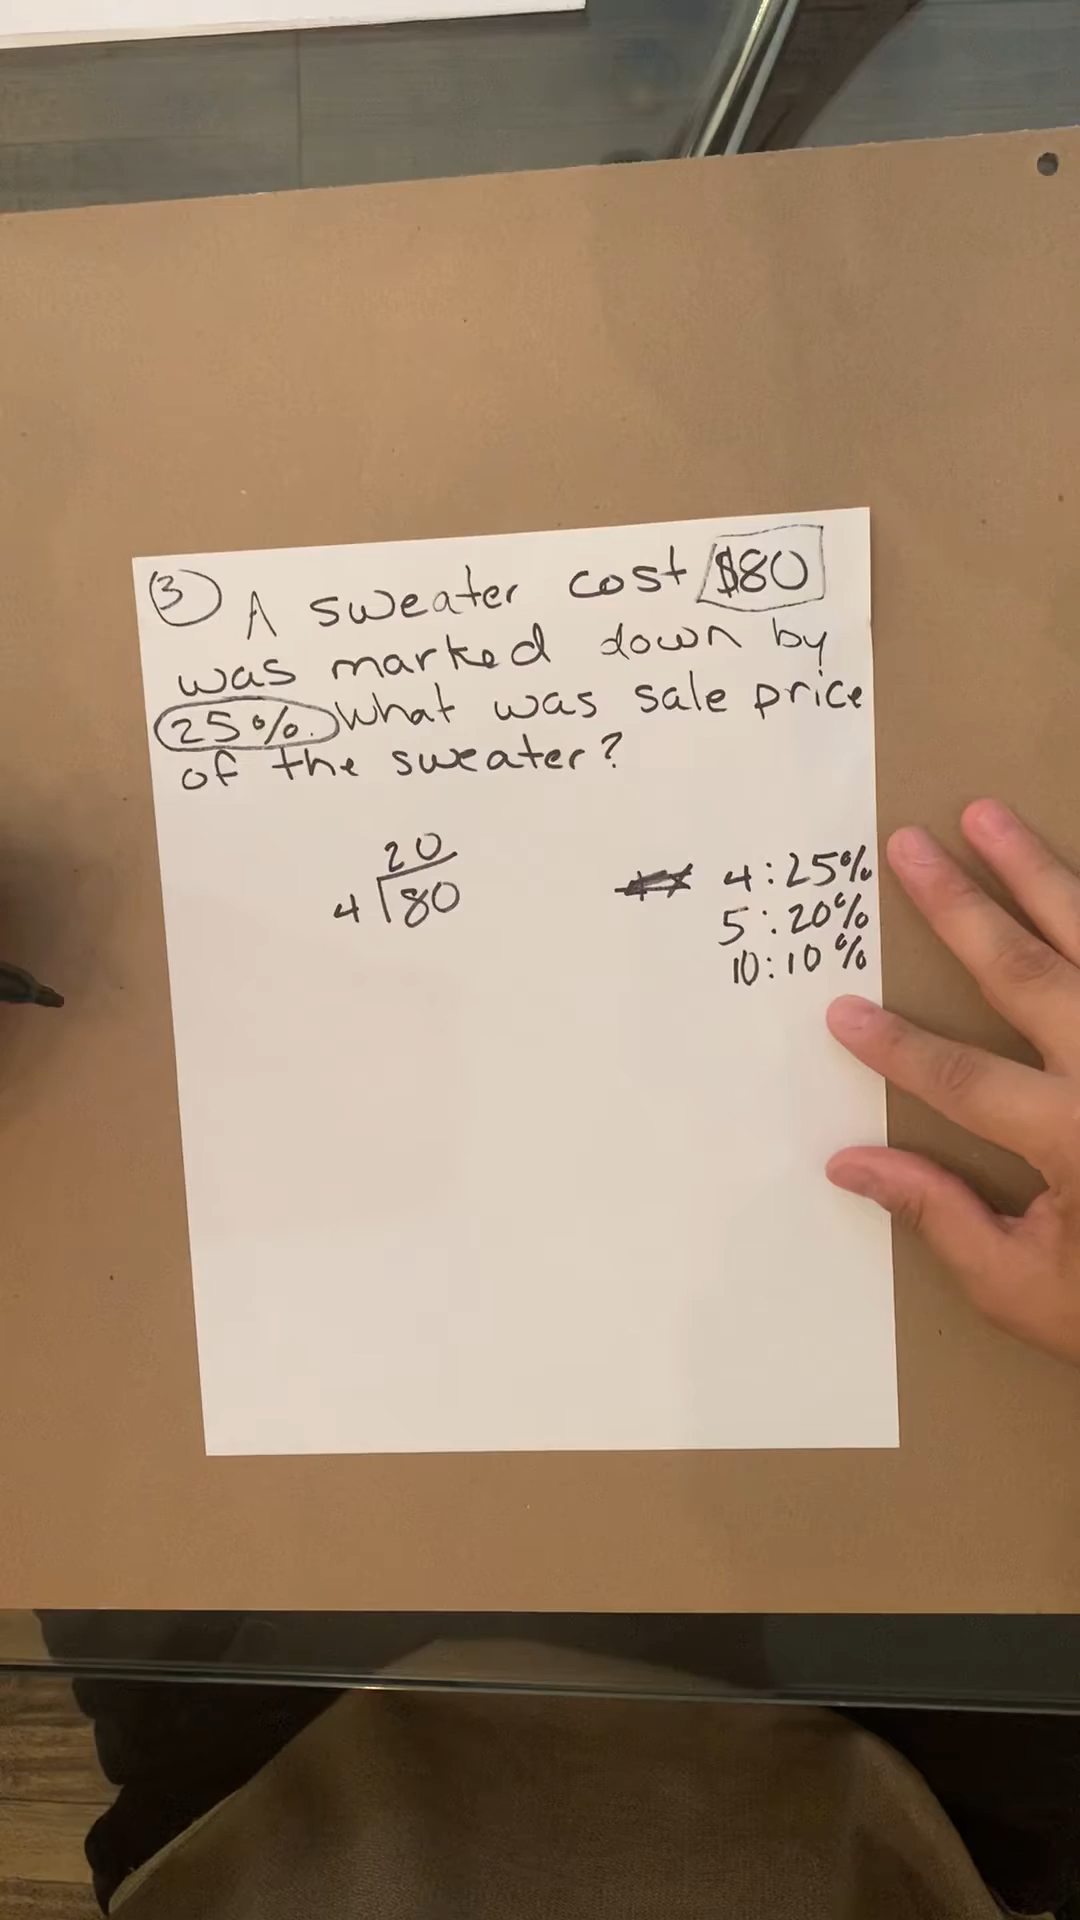 3 A sweater cost $80
was marked down by
25%. What was sale price
of the sweater?
20
4 80
4:25%
5:20%
10:10%